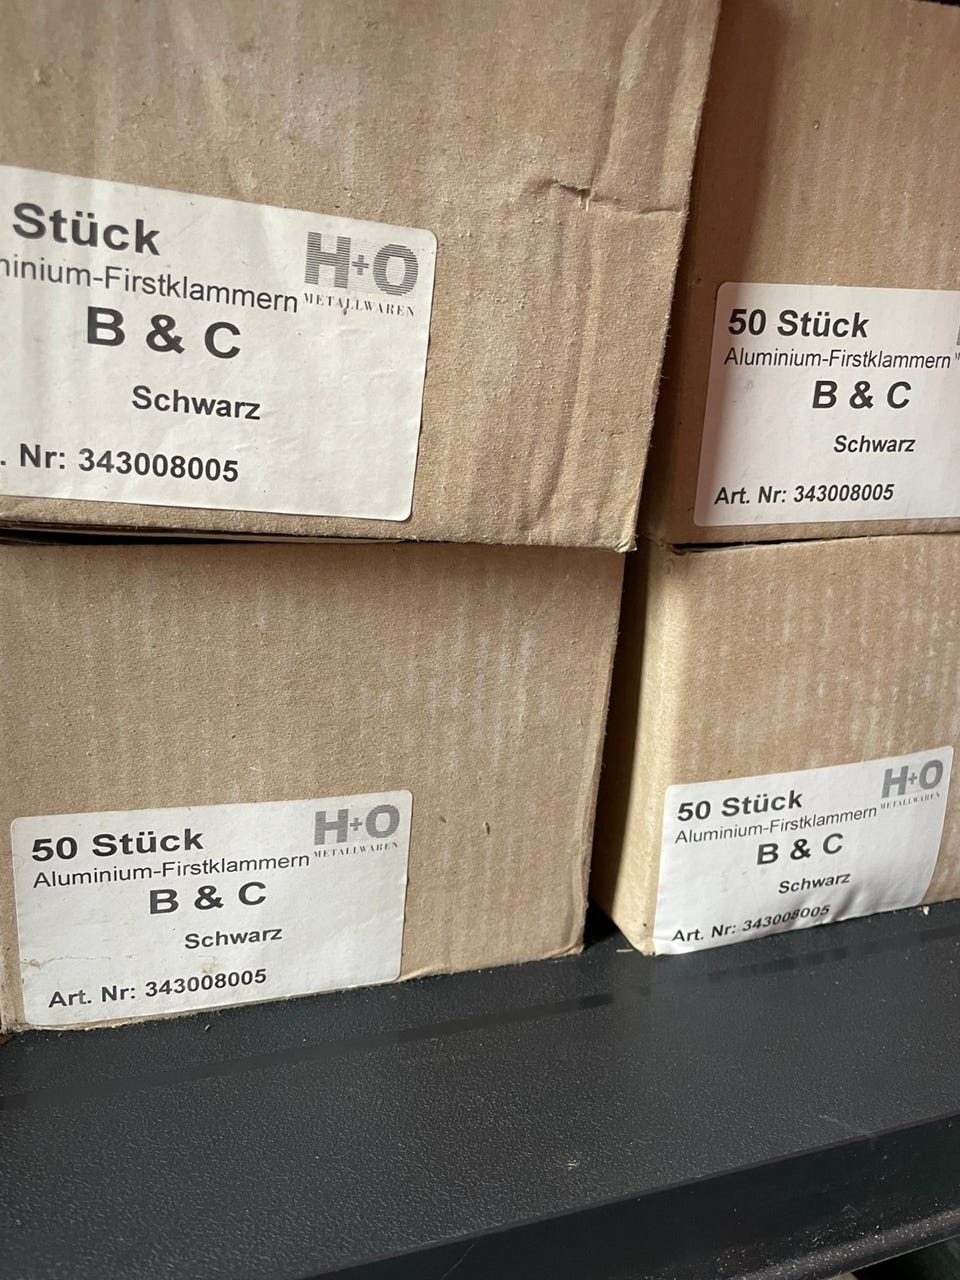 Stück
H+O
minium-Firstklammern
METALLWAREN
B & C
Schwarz
. Nr: 343008005
50 Stück
Aluminium-Firstklammern
B & C
Schwarz
Art. Nr: 343008005
50 Stück
H+O
Aluminium-Firstklammern
METALLWAREN
B & C
Schwarz
Art. Nr: 343008005
50 Stück
H+O
Aluminium-Firstklammern
METALLWAREN
B & C
Schwarz
Art. Nr: 343008005